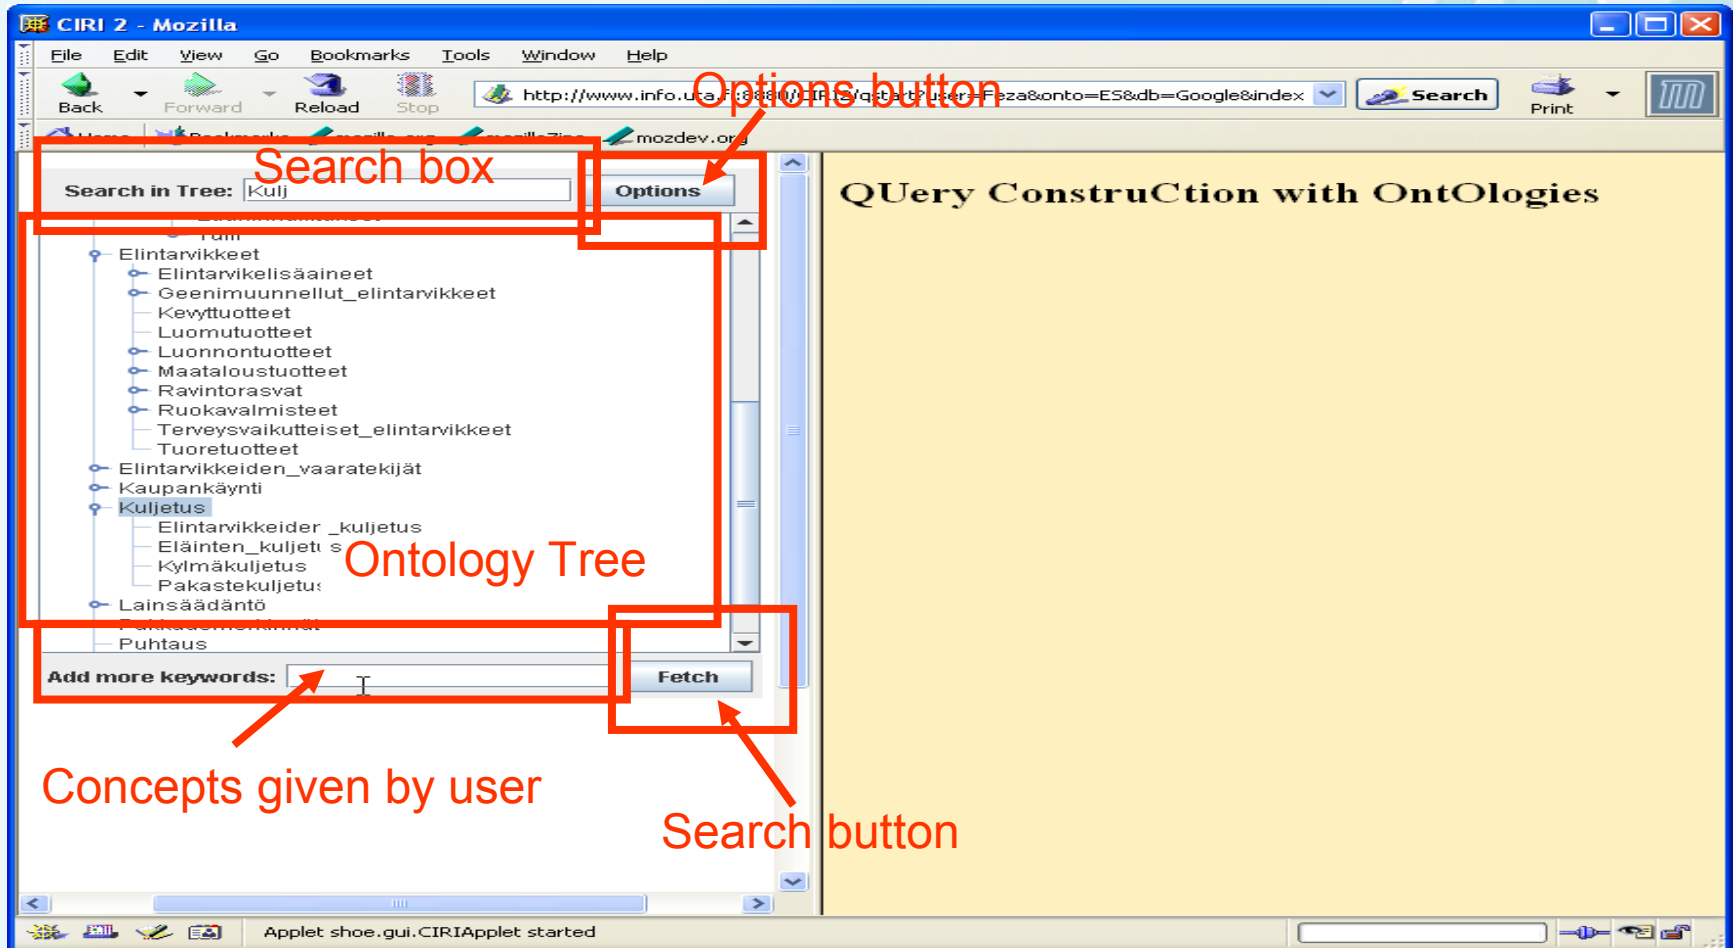 CIRI 2 - Mozilla
File Edit View Go Bookmarks Tools Window Help
Back Forward Reload Stop
Search Print
Options button
mozdev.org
Search box
Search in Tree: Kulj Options
Elintarvikkeet
Elintarvikelisäaineet
Geenimuunnellut_elintarvikkeet
Kevyttuotteet
Luomutuotteet
Luonnontuotteet
Maataloustuotteet
Ravintorasvat
Ruokavalmisteet
Terveysvaikutteiset_elintarvikkeet
Tuoretuotteet
Elintarvikkeiden_vaaratekijät
Kaupankäynti
Kuljetus
Elintarvikkeiden_kuljetus
Eläinten_kuljetus
Kylmäkuljetus
Pakastekuljetus
Ontology Tree
Lainsäädäntö
Puhtaus
Add more keywords: Fetch
Concepts given by user
Search button
QUery ConstruCtion with OntOlogies
Applet shoe.gui.CIRIApplet started